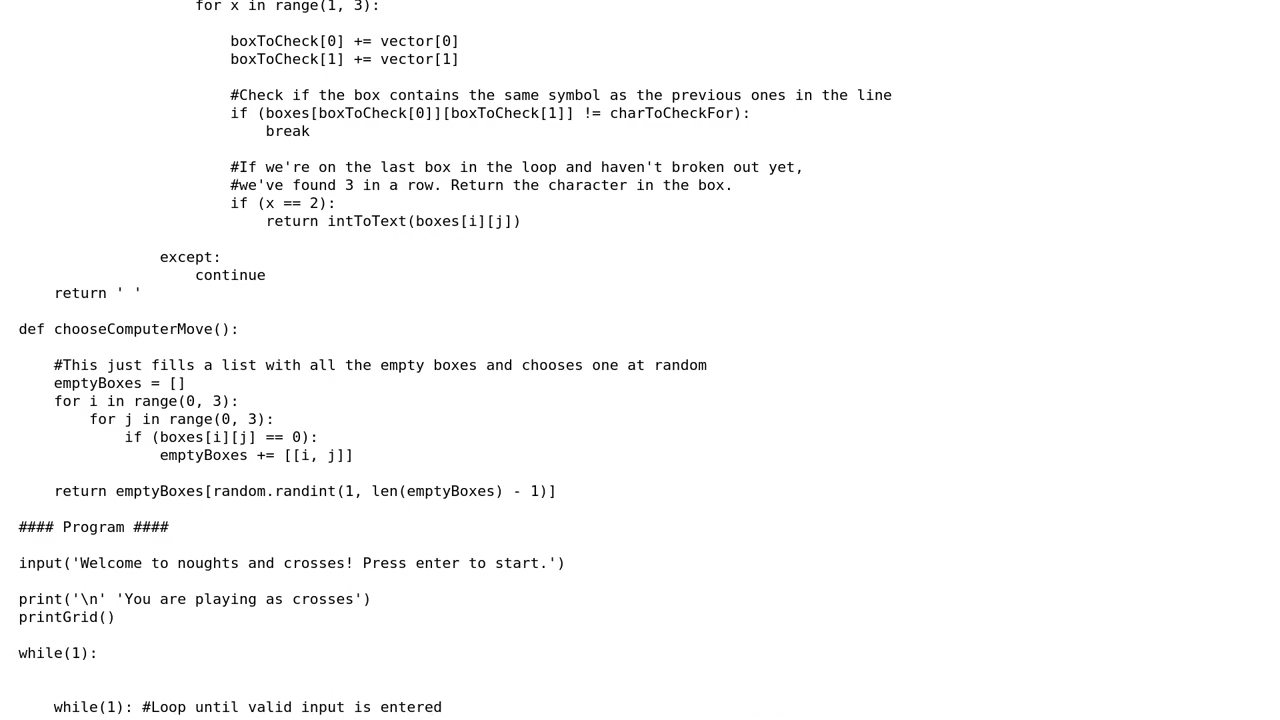 for x in range(1, 3):
boxToCheck[0] += vector[0]
boxToCheck[1] += vector[1]
#Check if the box contains the same symbol as the previous ones in the line
if (boxes[boxToCheck[0]][boxToCheck[1]] != charToCheckFor):
break
#If we're on the last box in the loop and haven't broken out yet,
#we've found 3 in a row. Return the character in the box.
if (x == 2):
return intToText(boxes[i][j])
except:
continue
return ' '
def chooseComputerMove():
#This just fills a list with all the empty boxes and chooses one at random
emptyBoxes = []
for i in range(0, 3):
for j in range(0, 3):
if (boxes[i][j] == 0):
emptyBoxes += [[i, j]]
return emptyBoxes[random.randint(1, len(emptyBoxes) - 1)]
#### Program ####
input('Welcome to noughts and crosses! Press enter to start.')
print('\n' 'You are playing as crosses')
printGrid()
while(1):
while(1): #Loop until valid input is entered